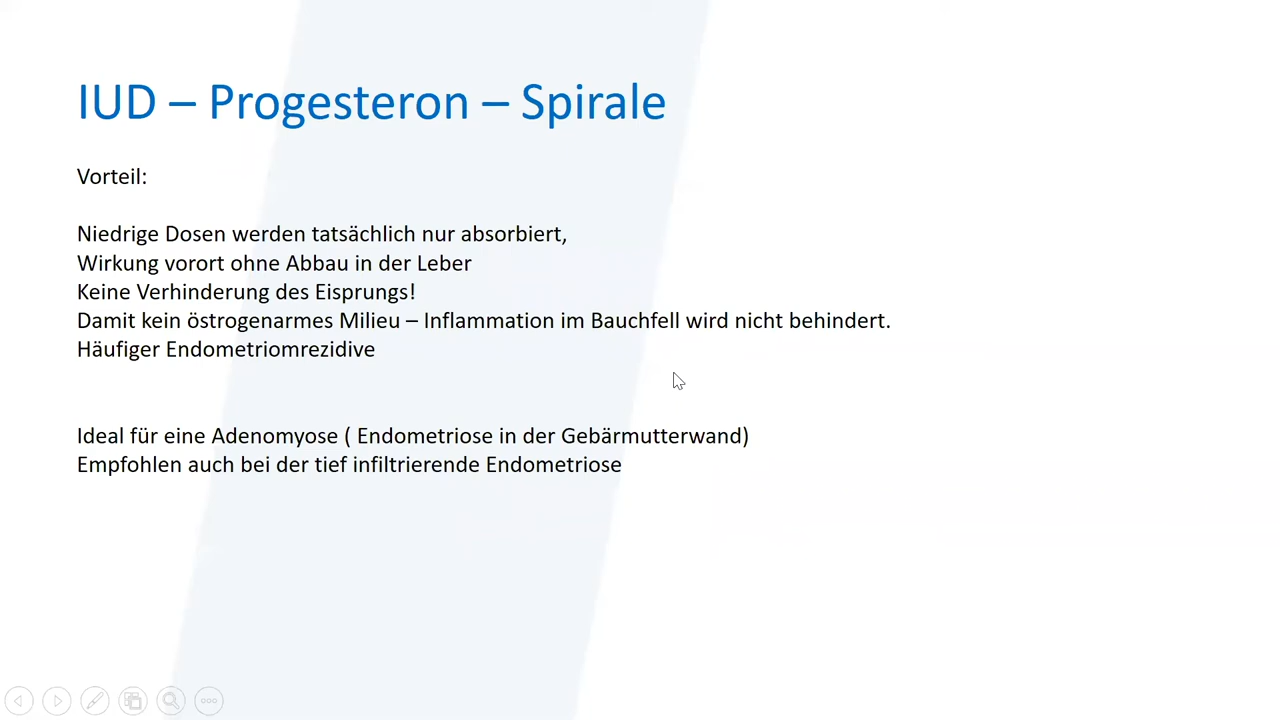 IUD – Progesteron – Spirale
Vorteil:
Niedrige Dosen werden tatsächlich nur absorbiert,
Wirkung vorort ohne Abbau in der Leber
Keine Verhinderung des Eisprungs!
Damit kein östrogenarmes Milieu – Inflammation im Bauchfell wird nicht behindert.
Häufiger Endometriomrezidive
Ideal für eine Adenomyose ( Endometriose in der Gebärmutterwand)
Empfohlen auch bei der tief infiltrierende Endometriose